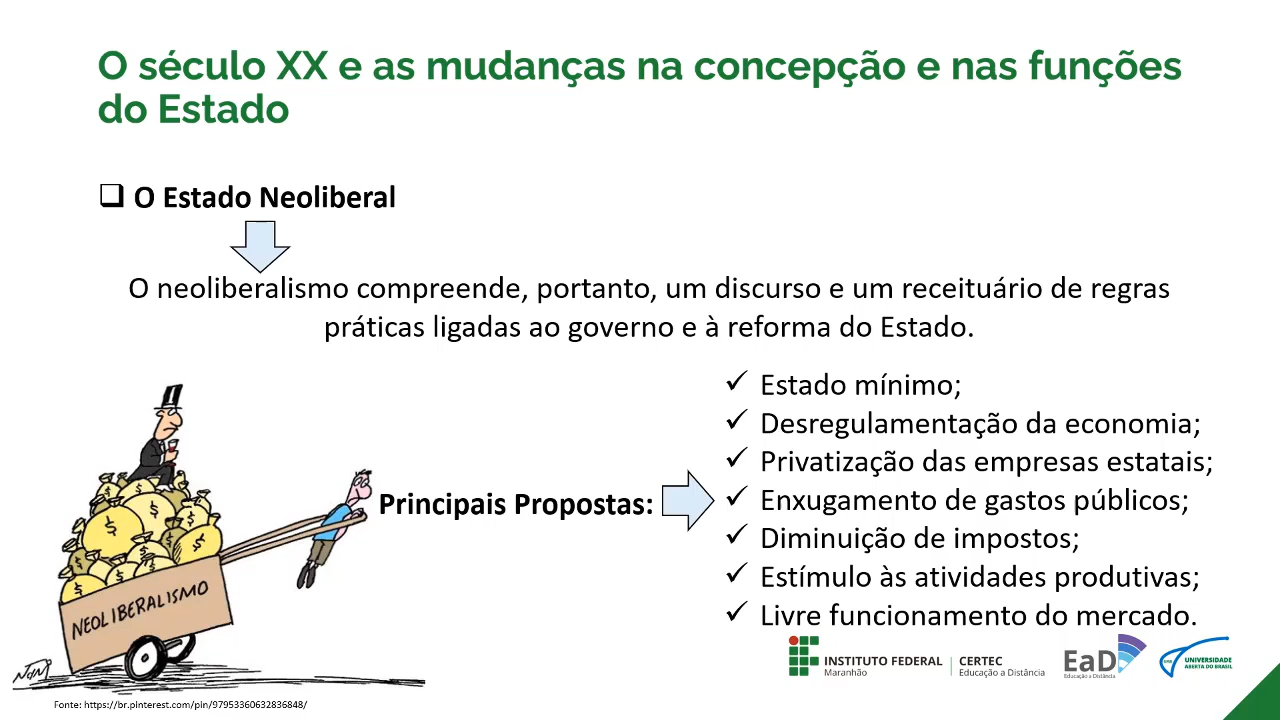 O século XX e as mudanças na concepção e nas funções
do Estado
O Estado Neoliberal
O neoliberalismo compreende, portanto, um discurso e um receituário de regras
práticas ligadas ao governo e à reforma do Estado.
Principais Propostas:
Estado mínimo;
Desregulamentação da economia;
Privatização das empresas estatais;
Enxugamento de gastos públicos;
Diminuição de impostos;
Estímulo às atividades produtivas;
Livre funcionamento do mercado.
NEOLIBERALISMO
INSTITUTO FEDERAL
Maranhão
CERTEC
Educação a Distância
EaD
Educação a Distância
UNIVERSIDADE
ABERTA DO BRASIL
Fonte: https://br.pinterest.com/pin/97953360632836848/